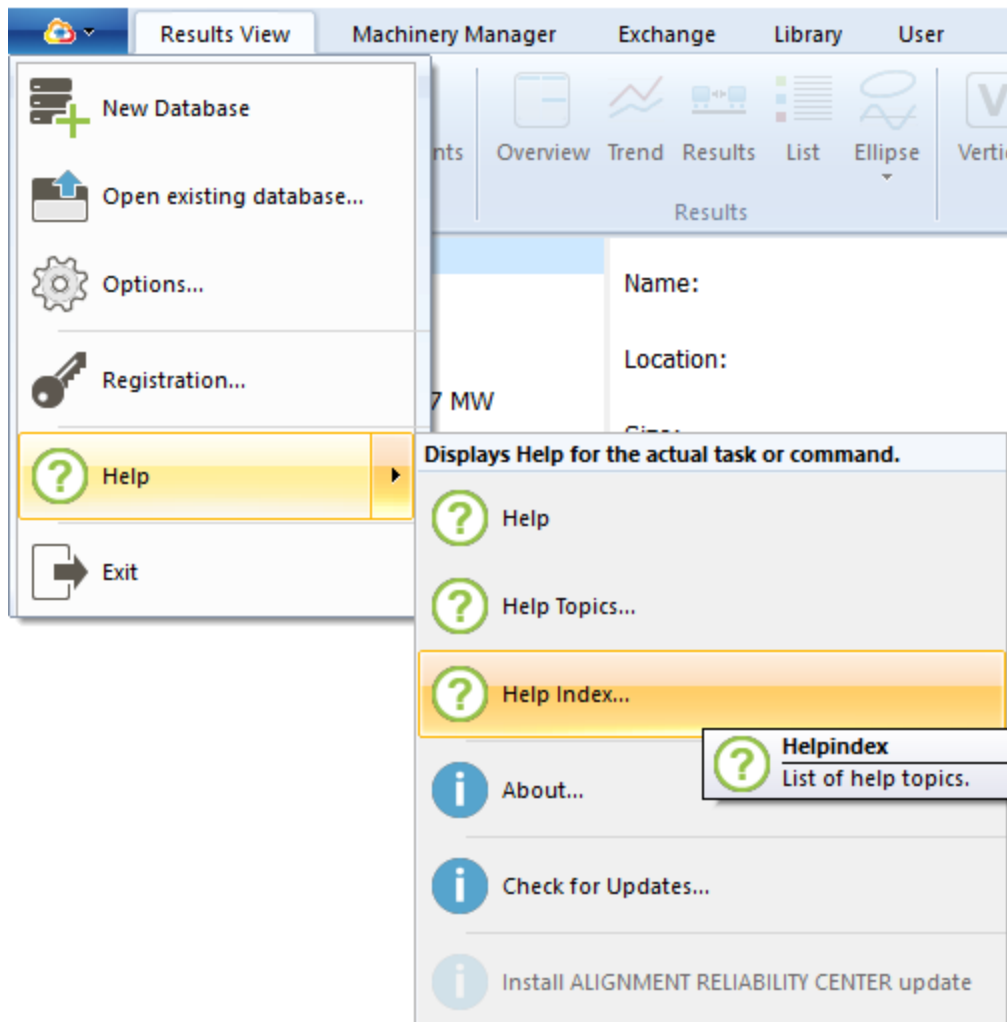 Results View Machinery Manager Exchange Library User
New Database
Open existing database...
Options...
Registration...
Help
Exit
Overview Trend Results List Ellipse
Results
Name:
Location:
7 MW
Displays Help for the actual task or command.
Help
Help Topics...
Help Index...
Helpindex
List of help topics.
About...
Check for Updates...
Install ALIGNMENT RELIABILITY CENTER update